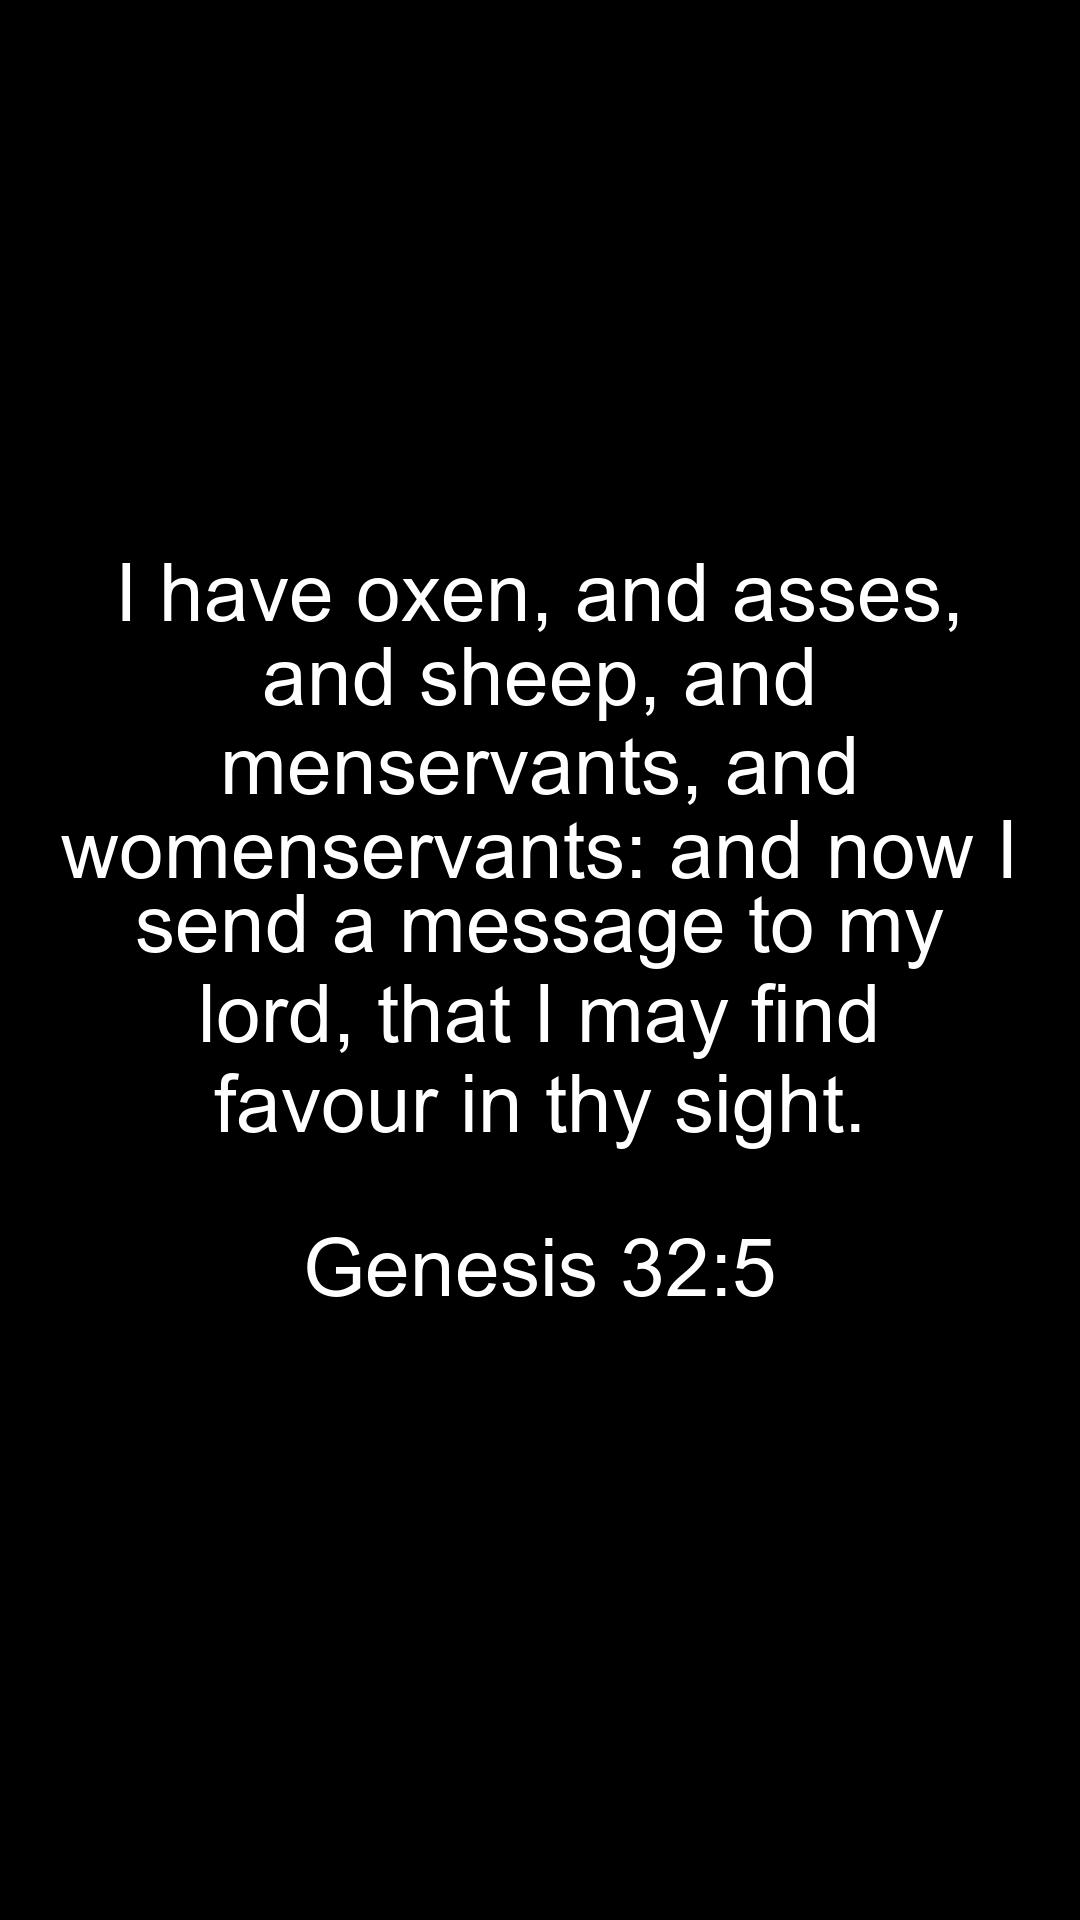 I have oxen, and asses,
and sheep, and
menservants, and
womenservants: and now I
send a message to my
lord, that I may find
favour in thy sight.
Genesis 32:5